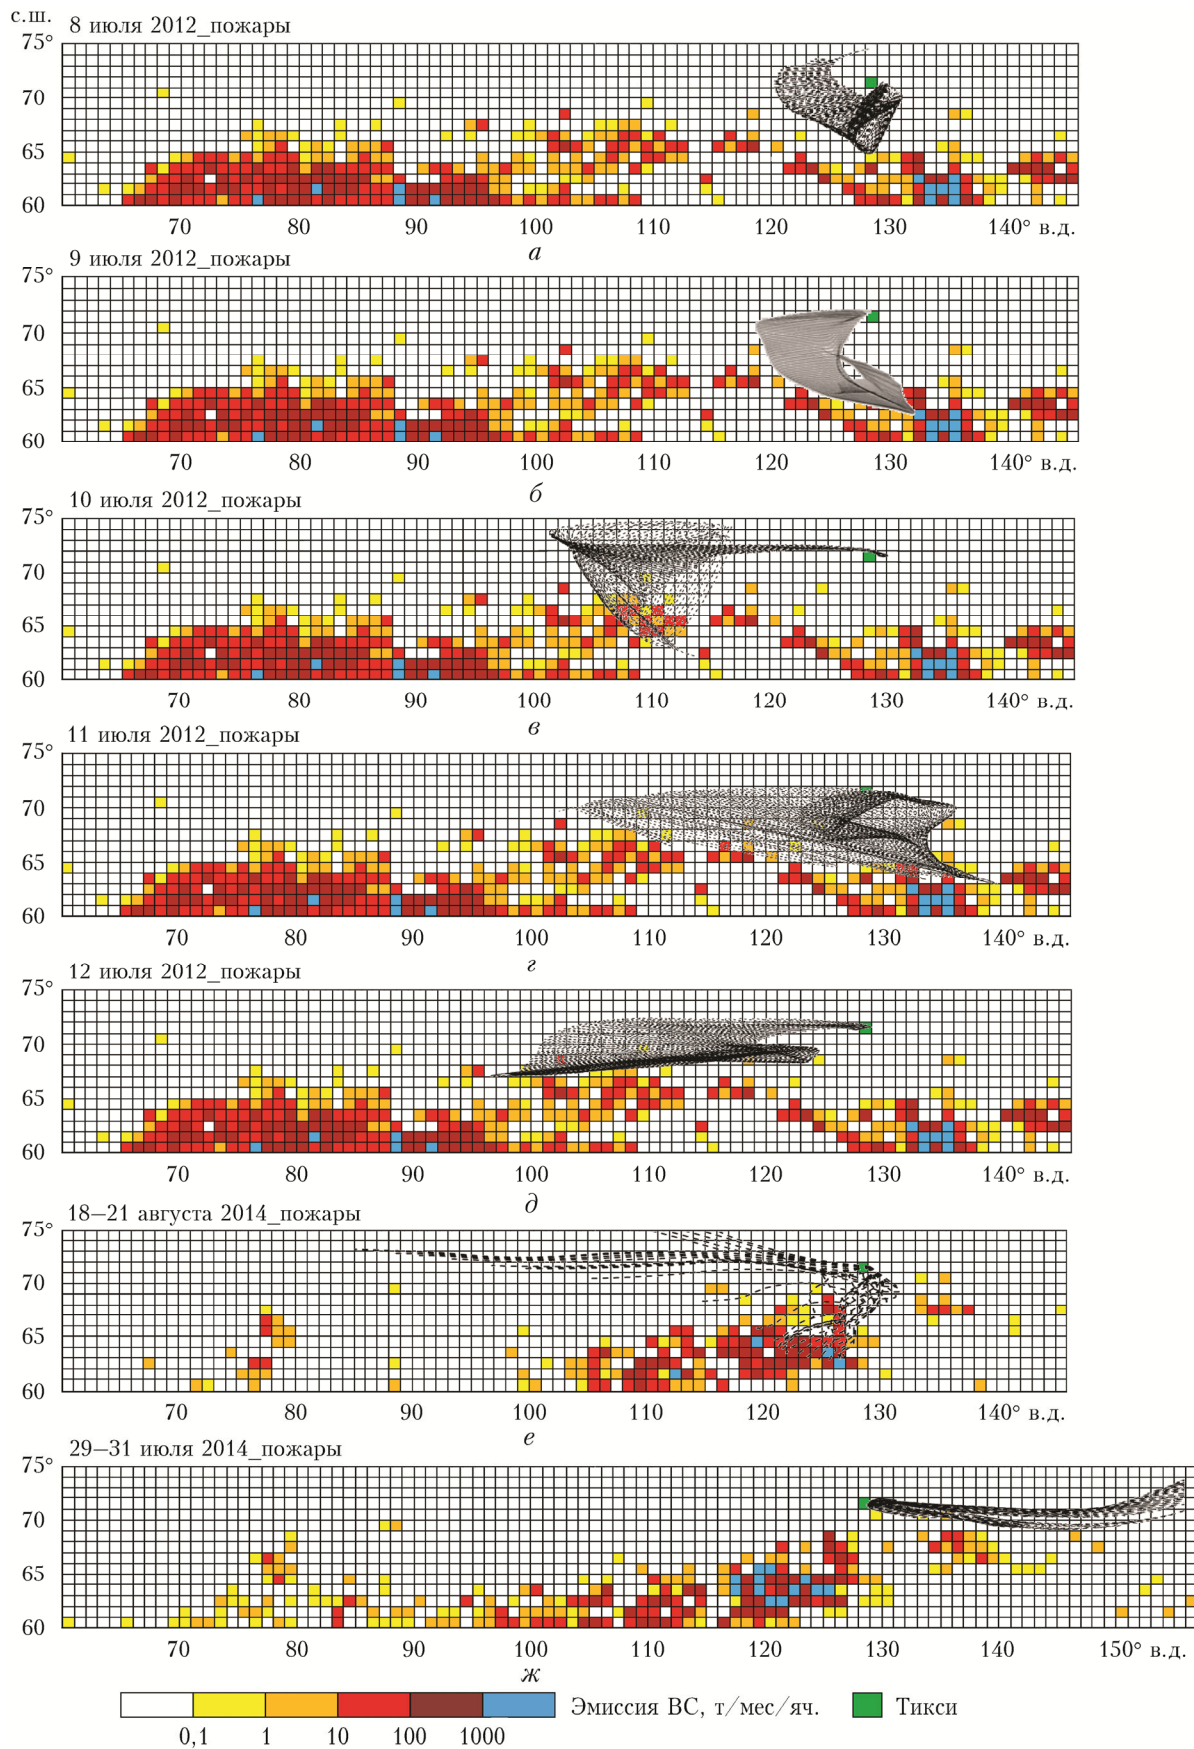 с.ш.
8 июля 2012_пожары
75°
70
65
60
70 80 90 100 110 120 130 140° в.д.
а
9 июля 2012_пожары
75°
70
65
60
70 80 90 100 110 120 130 140° в.д.
б
10 июля 2012_пожары
75°
70
65
60
70 80 90 100 110 120 130 140° в.д.
в
11 июля 2012_пожары
75°
70
65
60
70 80 90 100 110 120 130 140° в.д.
г
12 июля 2012_пожары
75°
70
65
60
70 80 90 100 110 120 130 140° в.д.
д
18–21 августа 2014_пожары
75°
70
65
60
70 80 90 100 110 120 130 140° в.д.
е
29–31 июля 2014_пожары
75°
70
65
60
70 80 90 100 110 120 130 140 150° в.д.
ж
Эмиссия BC, т/мес/яч. Тикси
0,1 1 10 100 1000